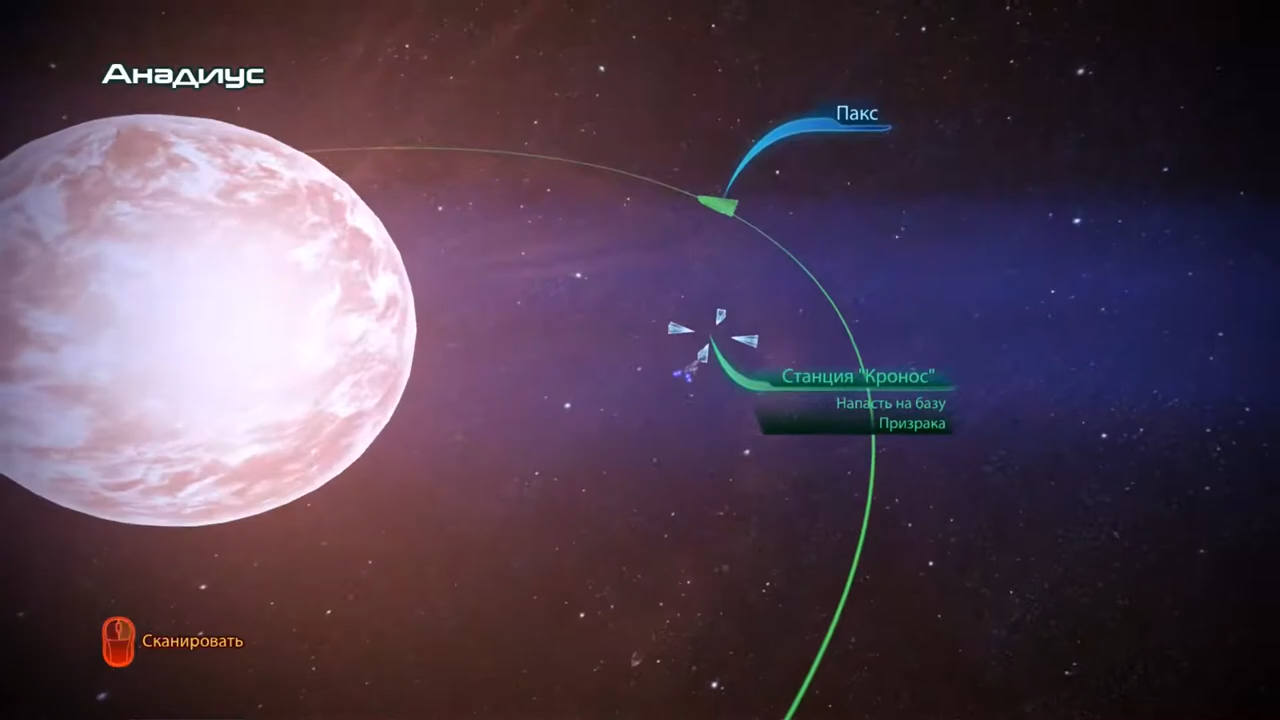 Анадиус
Пакс
Станция "Кронос"
Напасть на базу
Призрака
Сканировать